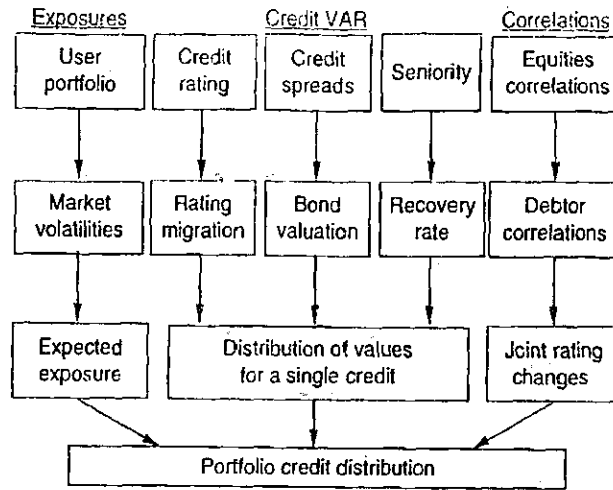 Exposures
Credit VAR
Correlations
User
portfolio
Credit
rating
Credit
spreads
Seniority
Equities
correlations
Market
volatilities
Rating
migration
Bond
valuation
Recovery
rate
Debtor
correlations
Expected
exposure
Distribution of values
for a single credit
Joint rating
changes
Portfolio credit distribution